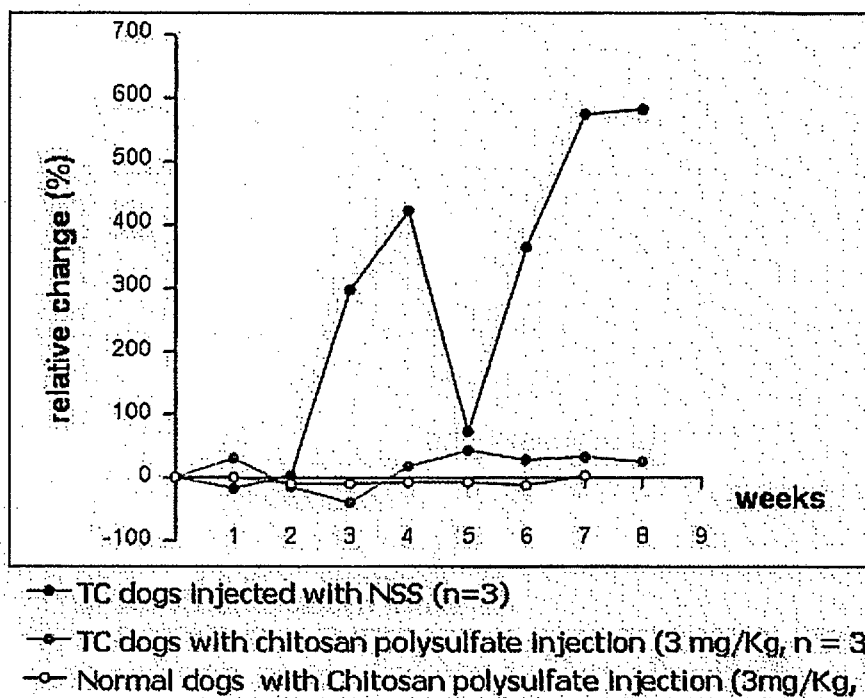 700
600
500
400
300
200
100
0
-100
relative change (%)
1 2 3 4 5 6 7 8 9
weeks
TC dogs injected with NSS (n=3)
TC dogs with chitosan polysulfate injection (3 mg/Kg, n = 3
Normal dogs with Chitosan polysulfate injection (3mg/Kg,